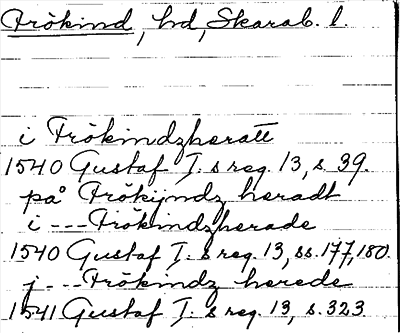 Frökind, hd, Skarab. l.
i Frökindzheratt
1540 Gustaf I. s reg. 13, s. 39.
på Frökijndz heradt
i --- Frökindzherade
1540 Gustaf I. s reg. 13, ss. 177, 180.
j --- Frökindz herede
1541 Gustaf I. s reg. 13, s. 323